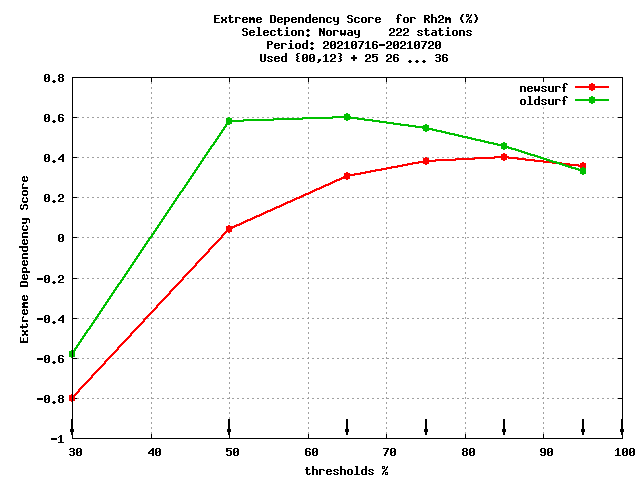 Extreme Dependency Score  for Rh2m (%)
Selection: Norway    222 stations
Period: 20210716-20210720
Used {00,12} + 25 26 ... 36
newsurf
oldsurf
0.8
0.6
0.4
0.2
0
-0.2
-0.4
-0.6
-0.8
-1
Extreme Dependency Score
30 40 50 60 70 80 90 100
thresholds %